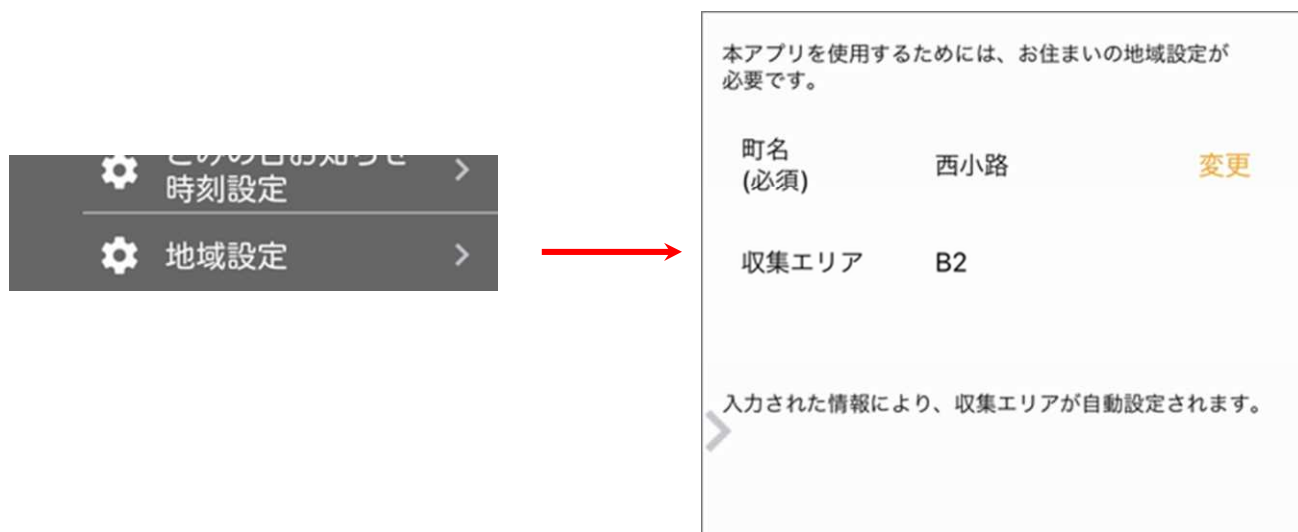 時刻設定
地域設定
本アプリを使用するためには、お住まいの地域設定が
必要です。
町名
(必須)
西小路
変更
収集エリア
B2
入力された情報により、収集エリアが自動設定されます。